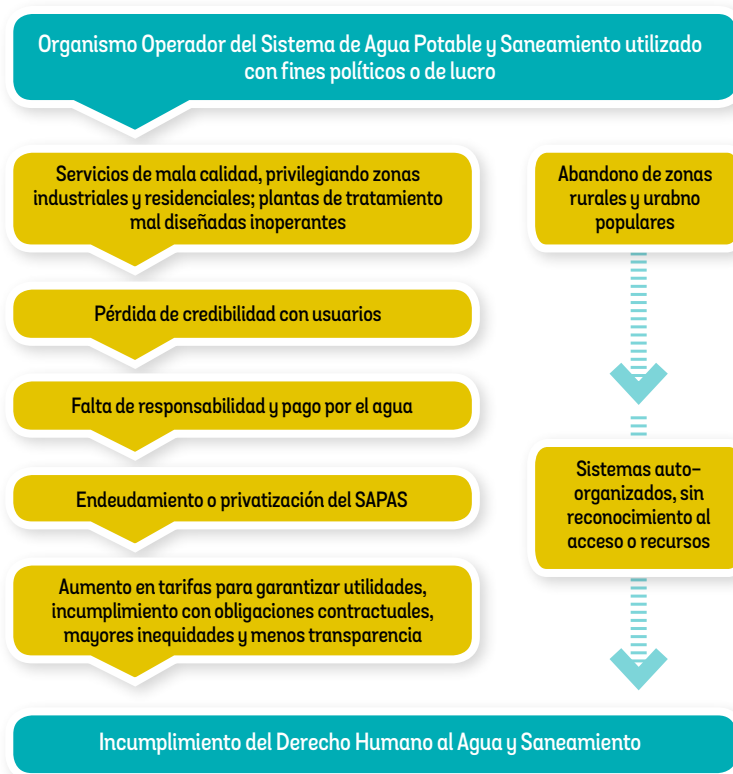 Organismo Operador del Sistema de Agua Potable y Saneamiento utilizado
con fines políticos o de lucro
Servicios de mala calidad, privilegiando zonas
industriales y residenciales; plantas de tratamiento
mal diseñadas inoperantes
Pérdida de credibilidad con usuarios
Falta de responsabilidad y pago por el agua
Endeudamiento o privatización del SAPAS
Aumento en tarifas para garantizar utilidades,
incumplimiento con obligaciones contractuales,
mayores inequidades y menos transparencia
Abandono de zonas
rurales y urabno
populares
Sistemas auto-
organizados, sin
reconocimiento al
acceso o recursos
Incumplimiento del Derecho Humano al Agua y Saneamiento